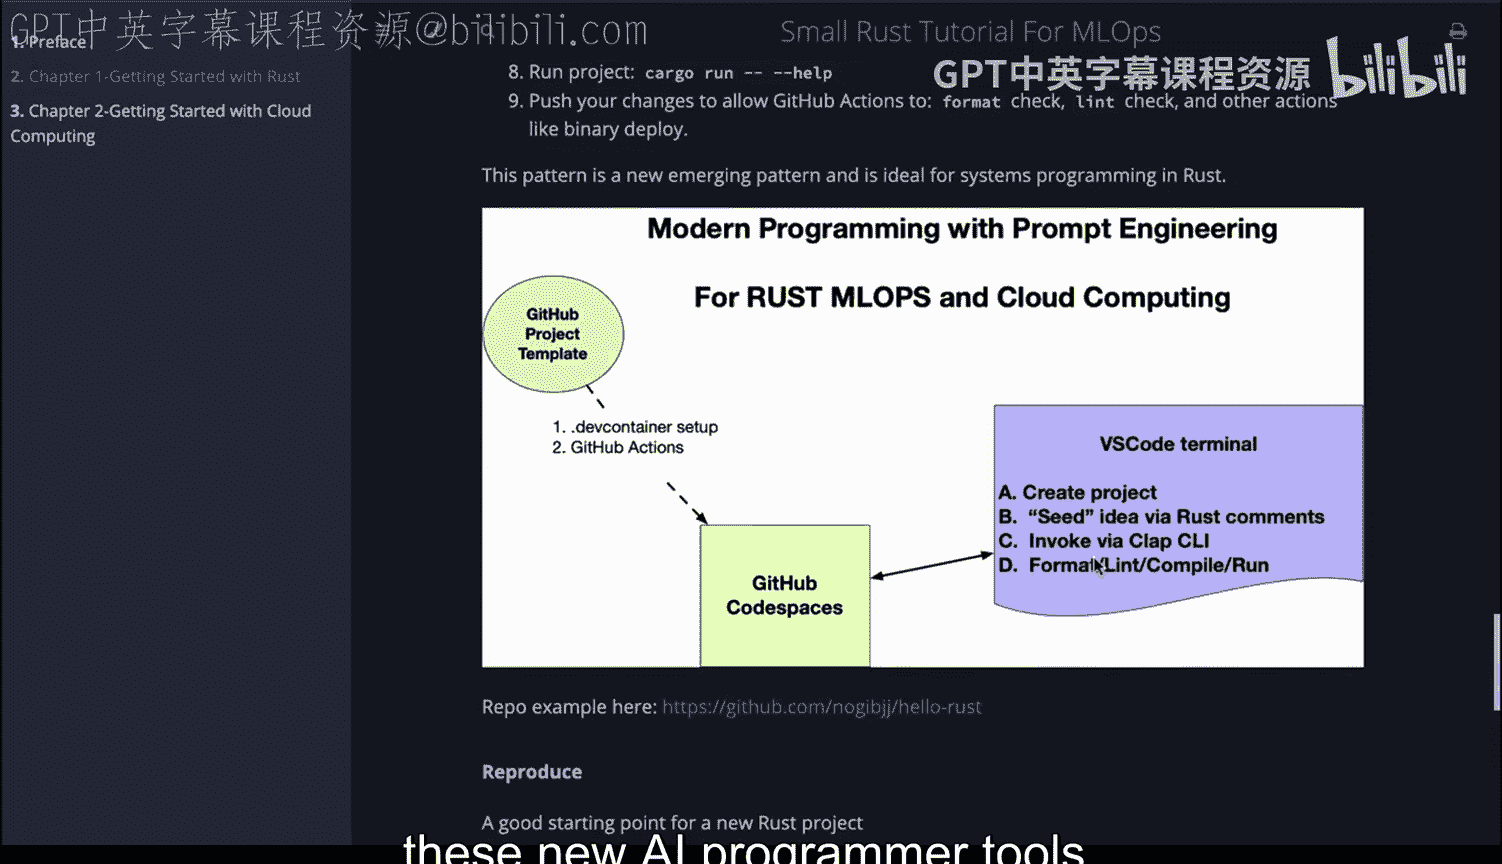 GPT中英字幕课程资源@bilibili.com
Small Rust Tutorial For MLOps
GPT中英字幕课程资源 bilibili
1. Preface
2. Chapter 1-Getting Started with Rust
3. Chapter 2-Getting Started with Cloud
Computing
8. Run project: cargo run -- --help
9. Push your changes to allow GitHub Actions to: format check, lint check, and other actions
like binary deploy.
This pattern is a new emerging pattern and is ideal for systems programming in Rust.
Modern Programming with Prompt Engineering
For RUST MLOPS and Cloud Computing
GitHub
Project
Template
1. .devcontainer setup
2. GitHub Actions
GitHub
Codespaces
VSCode terminal
A. Create project
B. “Seed” idea via Rust comments
C. Invoke via Clap CLI
D. Format/Lint/Compile/Run
Repo example here: https://github.com/nogibjj/hello-rust
Reproduce
A good starting point for a new Rust project
these new AI programmer tools